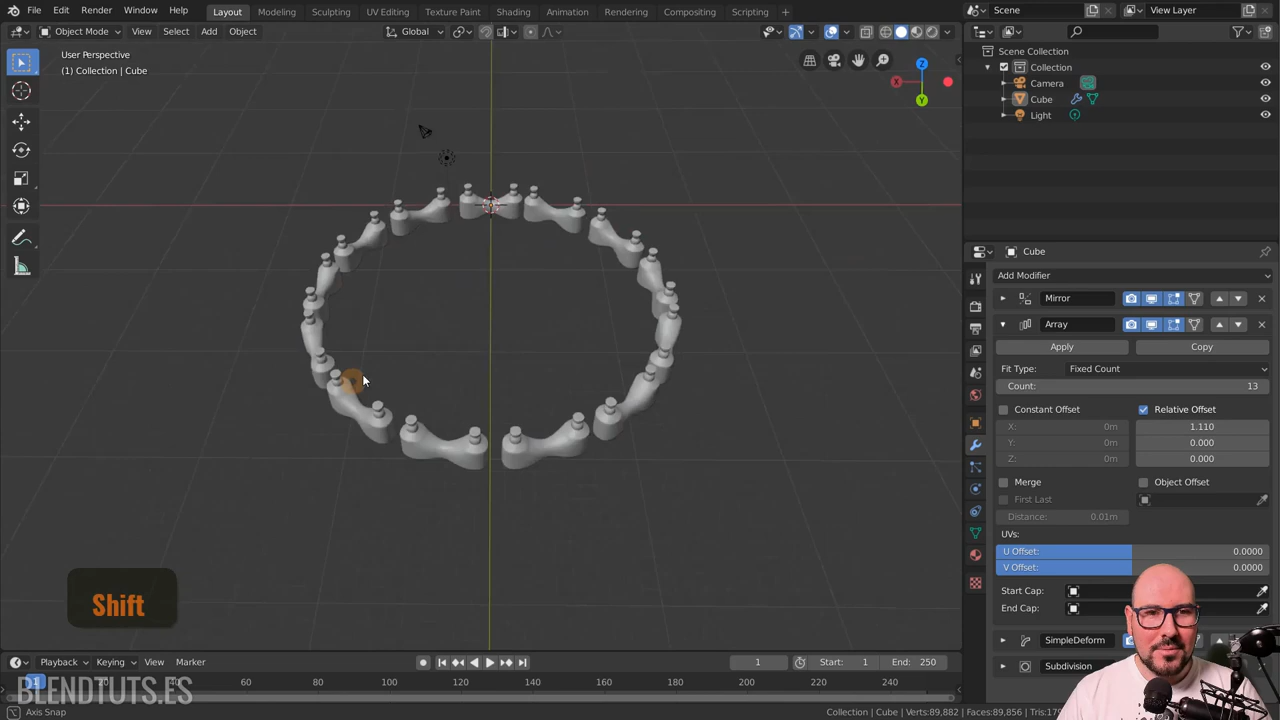 File Edit Render Window Help Layout Modeling Sculpting UV Editing Texture Paint Shading Animation Rendering Compositing Scripting + Scene View Layer
Object Mode View Select Add Object Global
User Perspective
(1) Collection | Cube
Z
X
Y
Scene Collection
Collection
Camera
Cube
Light
Cube
Add Modifier
Mirror
Array
Apply Copy
Fit Type: Fixed Count
Count: 13
Constant Offset Relative Offset
X: 0m 1.110
Y: 0m 0.000
Z: 0m 0.000
Merge Object Offset
First Last
Distance: 0.01m
UVs:
U Offset: 0.0000
V Offset: 0.0000
Start Cap:
End Cap:
SimpleDeform
Subdivision
Shift
Playback Keying View Marker 1 Start: 1 End: 250
1 20 40 60 80 100 120 140 160 180 200 220 240
BLENDTUTS.ES
Axis Snap Collection | Cube | Verts:89,882 | Faces:89,856 |